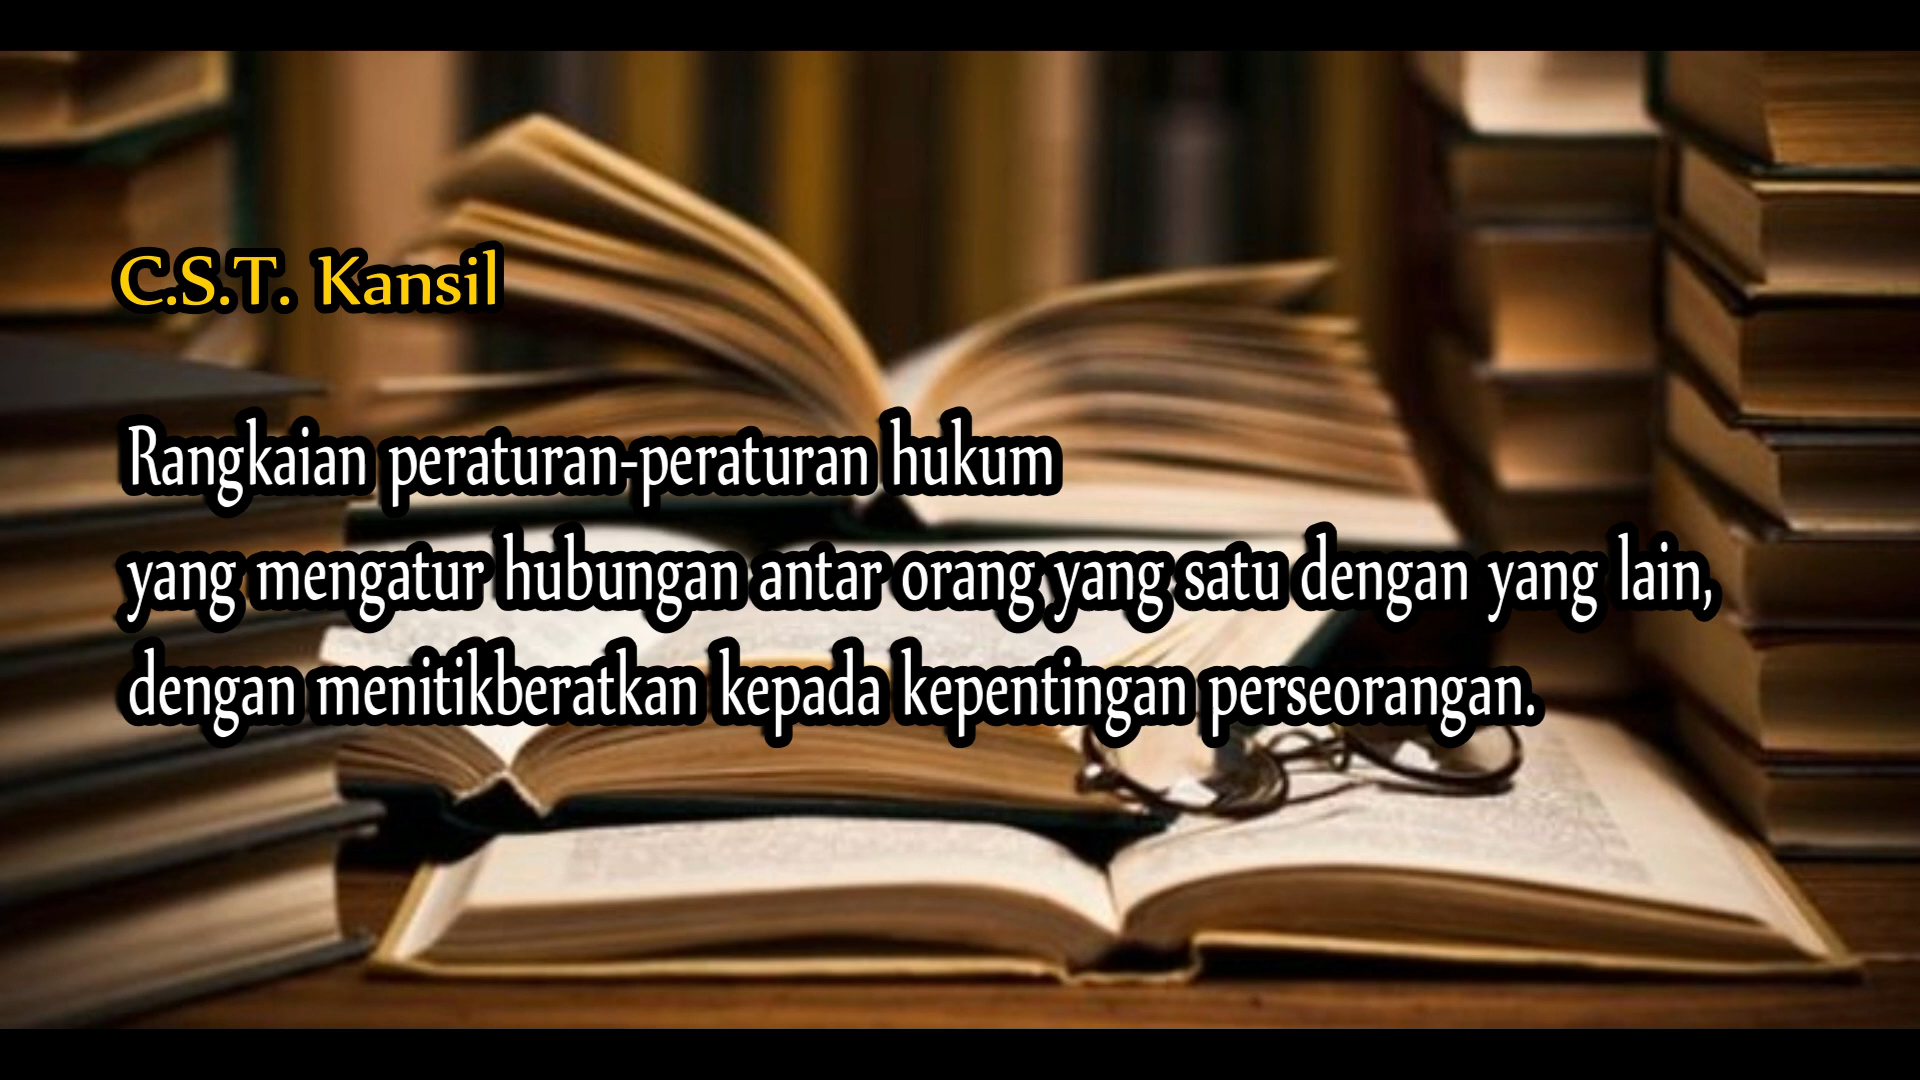 C.S.T. Kansil
Rangkaian peraturan-peraturan hukum
yang mengatur hubungan antar orang yang satu dengan yang lain,
dengan menitikberatkan kepada kepentingan perseorangan.